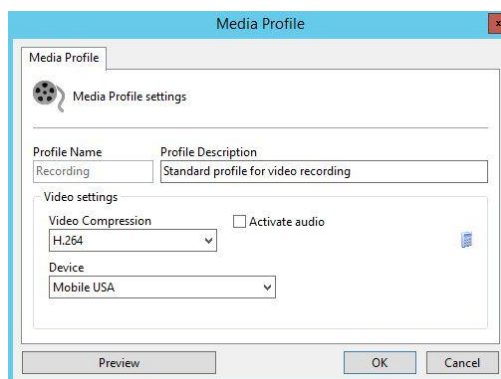 Media Profile
x
Media Profile
Media Profile settings
Profile Name Profile Description
Recording Standard profile for video recording
Video settings
Video Compression Activate audio
H.264
Device
Mobile USA
Preview OK Cancel